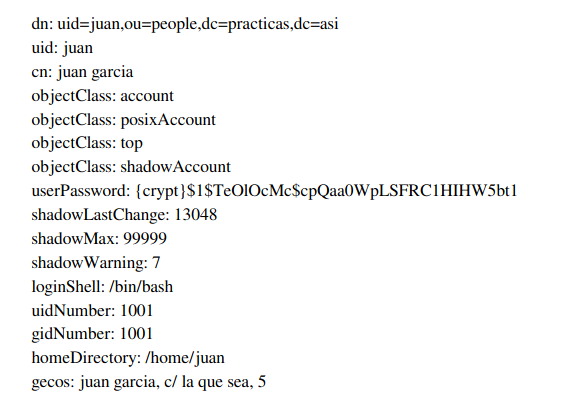 dn: uid=juan,ou=people,dc=practicas,dc=asi
uid: juan
cn: juan garcia
objectClass: account
objectClass: posixAccount
objectClass: top
objectClass: shadowAccount
userPassword: {crypt}$1$TeOlOcMc$cpQaa0WpLSFRC1HIHW5bt1
shadowLastChange: 13048
shadowMax: 99999
shadowWarning: 7
loginShell: /bin/bash
uidNumber: 1001
gidNumber: 1001
homeDirectory: /home/juan
gecos: juan garcia, c/ la que sea, 5